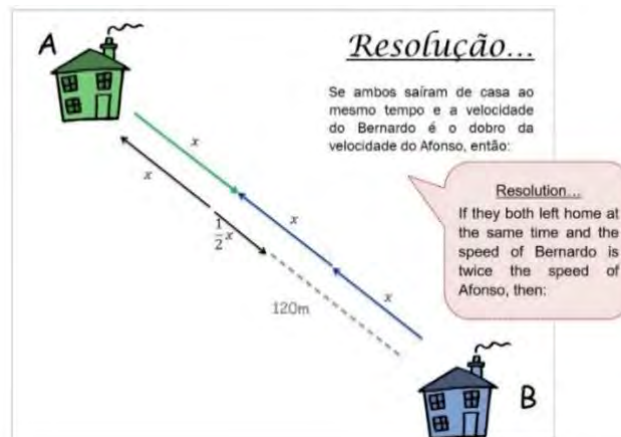 A
Resolução...
Se ambos saíram de casa ao
mesmo tempo e a velocidade
do Bernardo é o dobro da
velocidade do Afonso, então:
x
x
x
1/2 x
x
120m
Resolution...
If they both left home at
the same time and the
speed of Bernardo is
twice the speed of
Afonso, then:
B